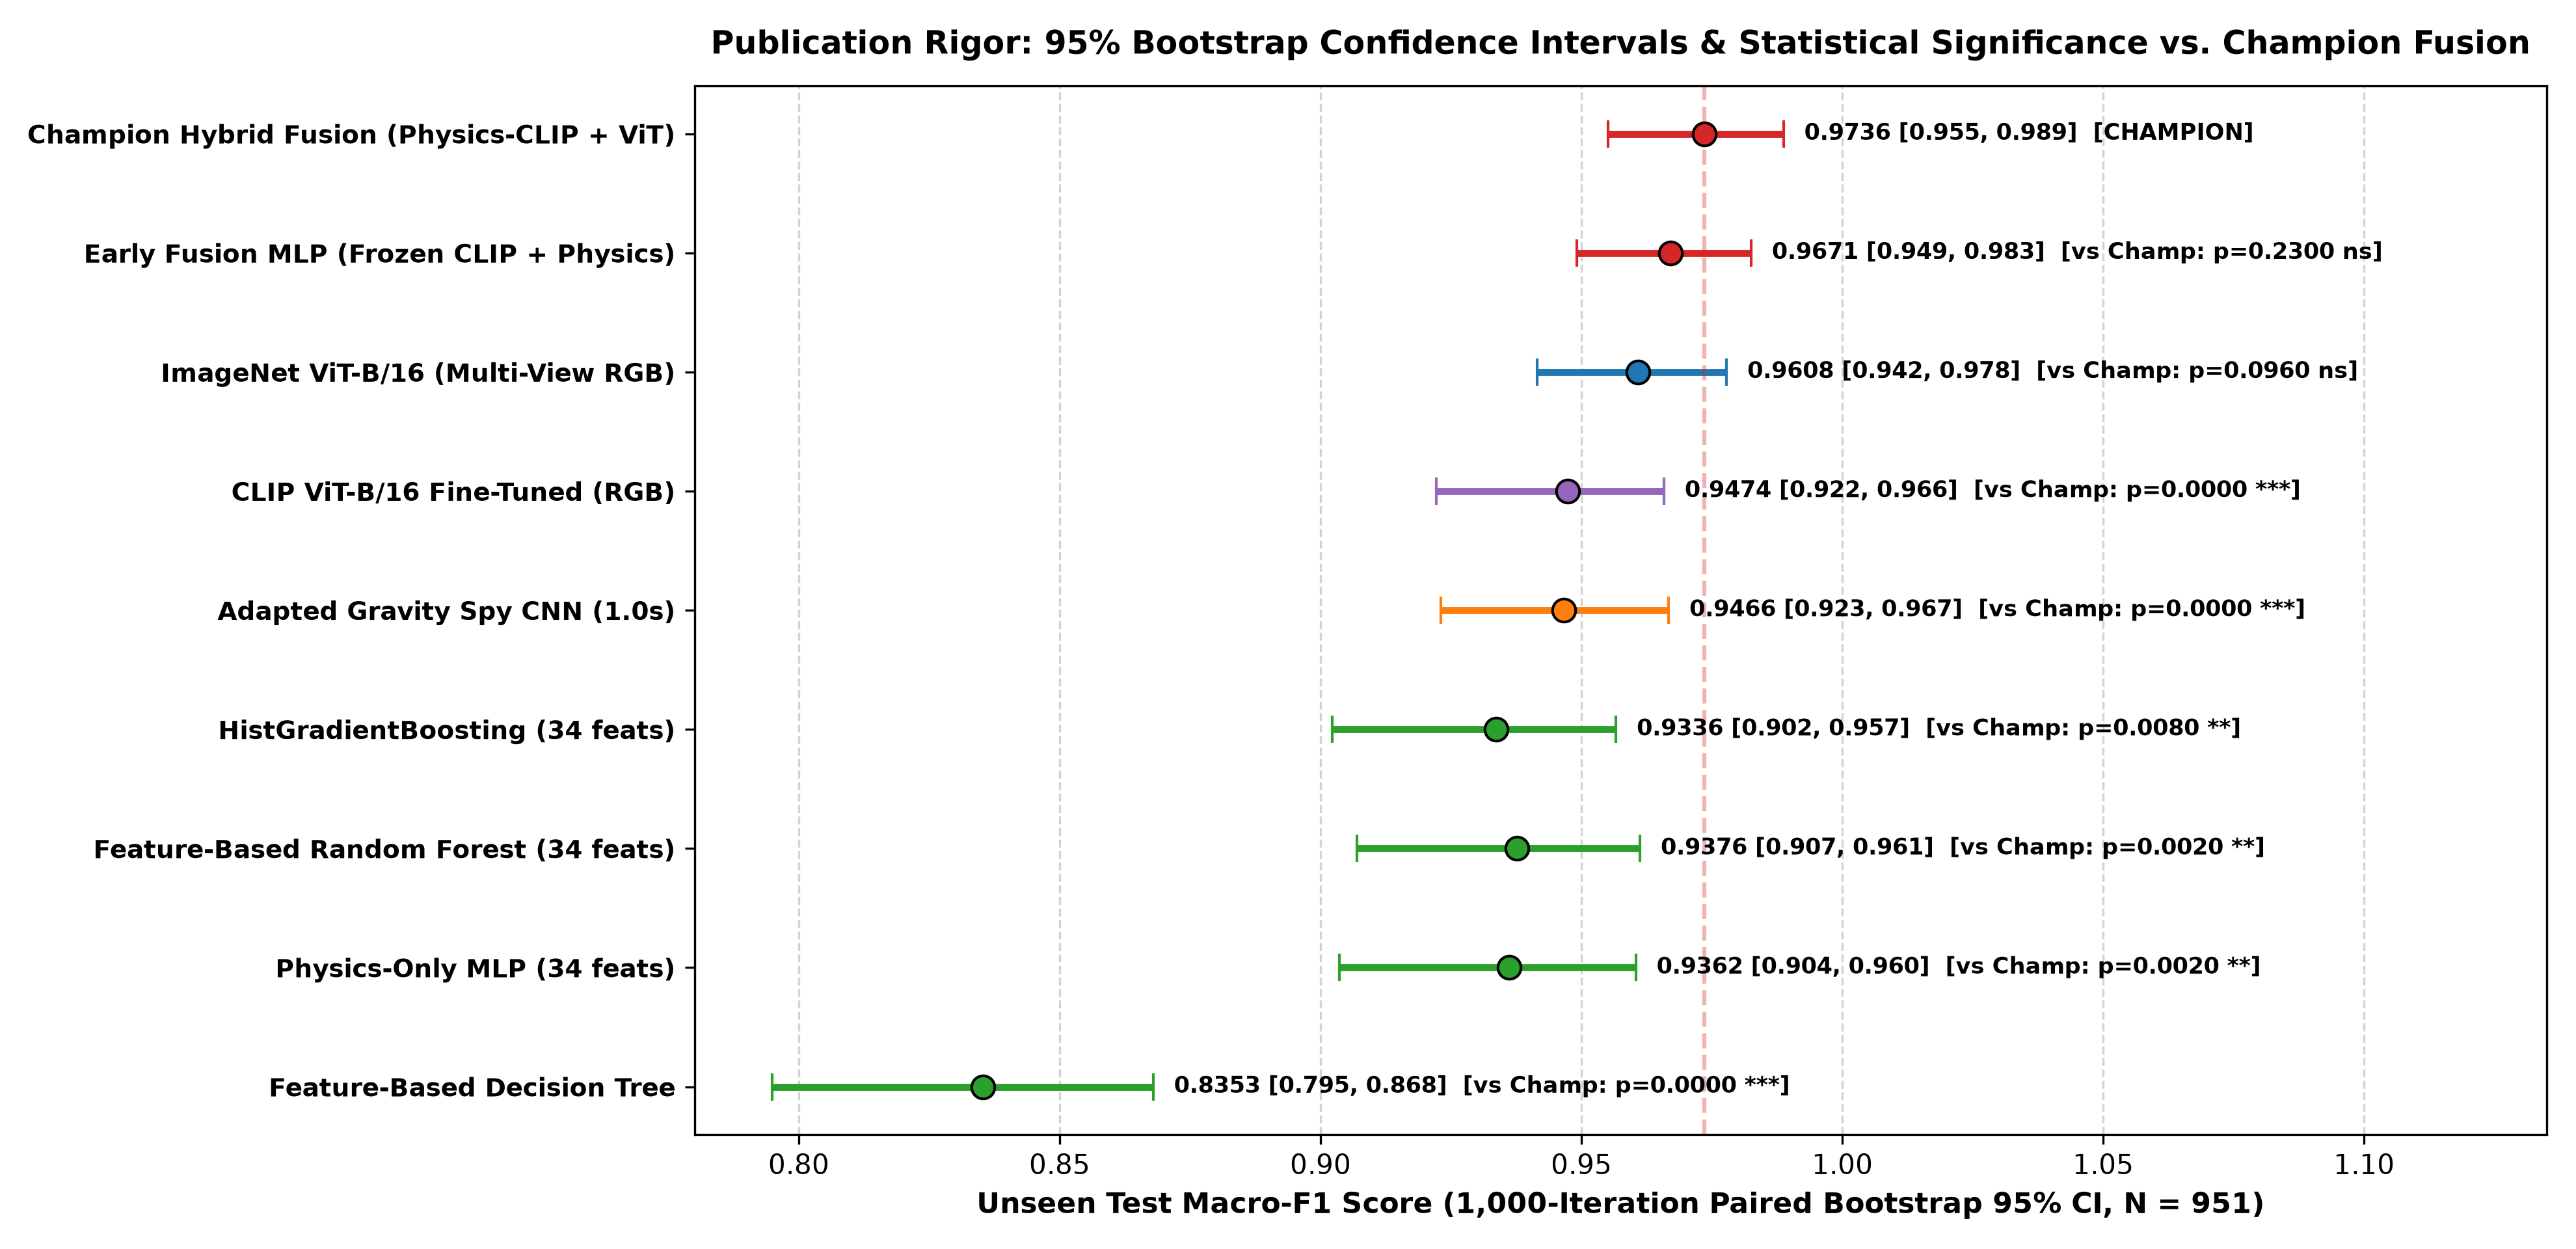 Publication Rigor: 95% Bootstrap Confidence Intervals & Statistical Significance vs. Champion Fusion
Champion Hybrid Fusion (Physics-CLIP + ViT)
0.9736 [0.955, 0.989]  [CHAMPION]
Early Fusion MLP (Frozen CLIP + Physics)
0.9671 [0.949, 0.983]  [vs Champ: p=0.2300 ns]
ImageNet ViT-B/16 (Multi-View RGB)
0.9608 [0.942, 0.978]  [vs Champ: p=0.0960 ns]
CLIP ViT-B/16 Fine-Tuned (RGB)
0.9474 [0.922, 0.966]  [vs Champ: p=0.0000 ***]
Adapted Gravity Spy CNN (1.0s)
0.9466 [0.923, 0.967]  [vs Champ: p=0.0000 ***]
HistGradientBoosting (34 feats)
0.9336 [0.902, 0.957]  [vs Champ: p=0.0080 **]
Feature-Based Random Forest (34 feats)
0.9376 [0.907, 0.961]  [vs Champ: p=0.0020 **]
Physics-Only MLP (34 feats)
0.9362 [0.904, 0.960]  [vs Champ: p=0.0020 **]
Feature-Based Decision Tree
0.8353 [0.795, 0.868]  [vs Champ: p=0.0000 ***]
0.80 0.85 0.90 0.95 1.00 1.05 1.10
Unseen Test Macro-F1 Score (1,000-Iteration Paired Bootstrap 95% CI, N = 951)